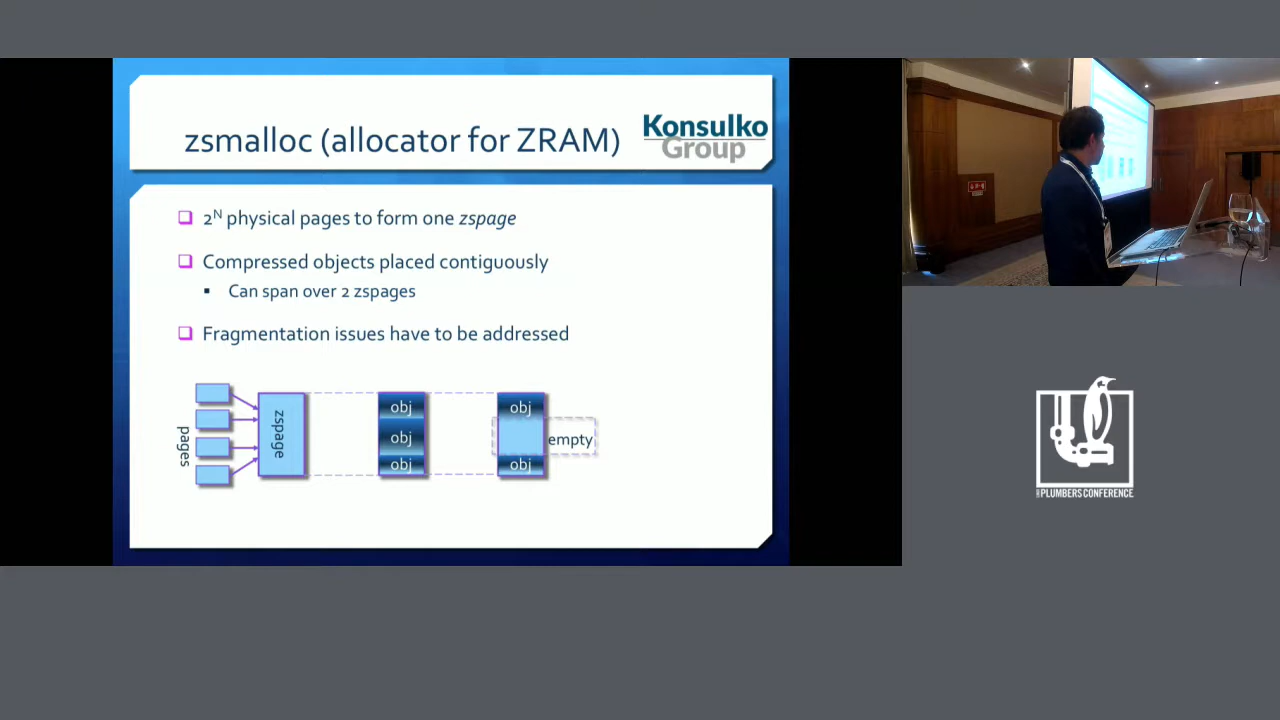 zsmalloc (allocator for ZRAM)
Konsulko
Group
2N physical pages to form one zspage
Compressed objects placed contiguously
Can span over 2 zspages
Fragmentation issues have to be addressed
pages
zspage
obj
obj
obj
obj
obj
empty
PLUMBERS CONFERENCE